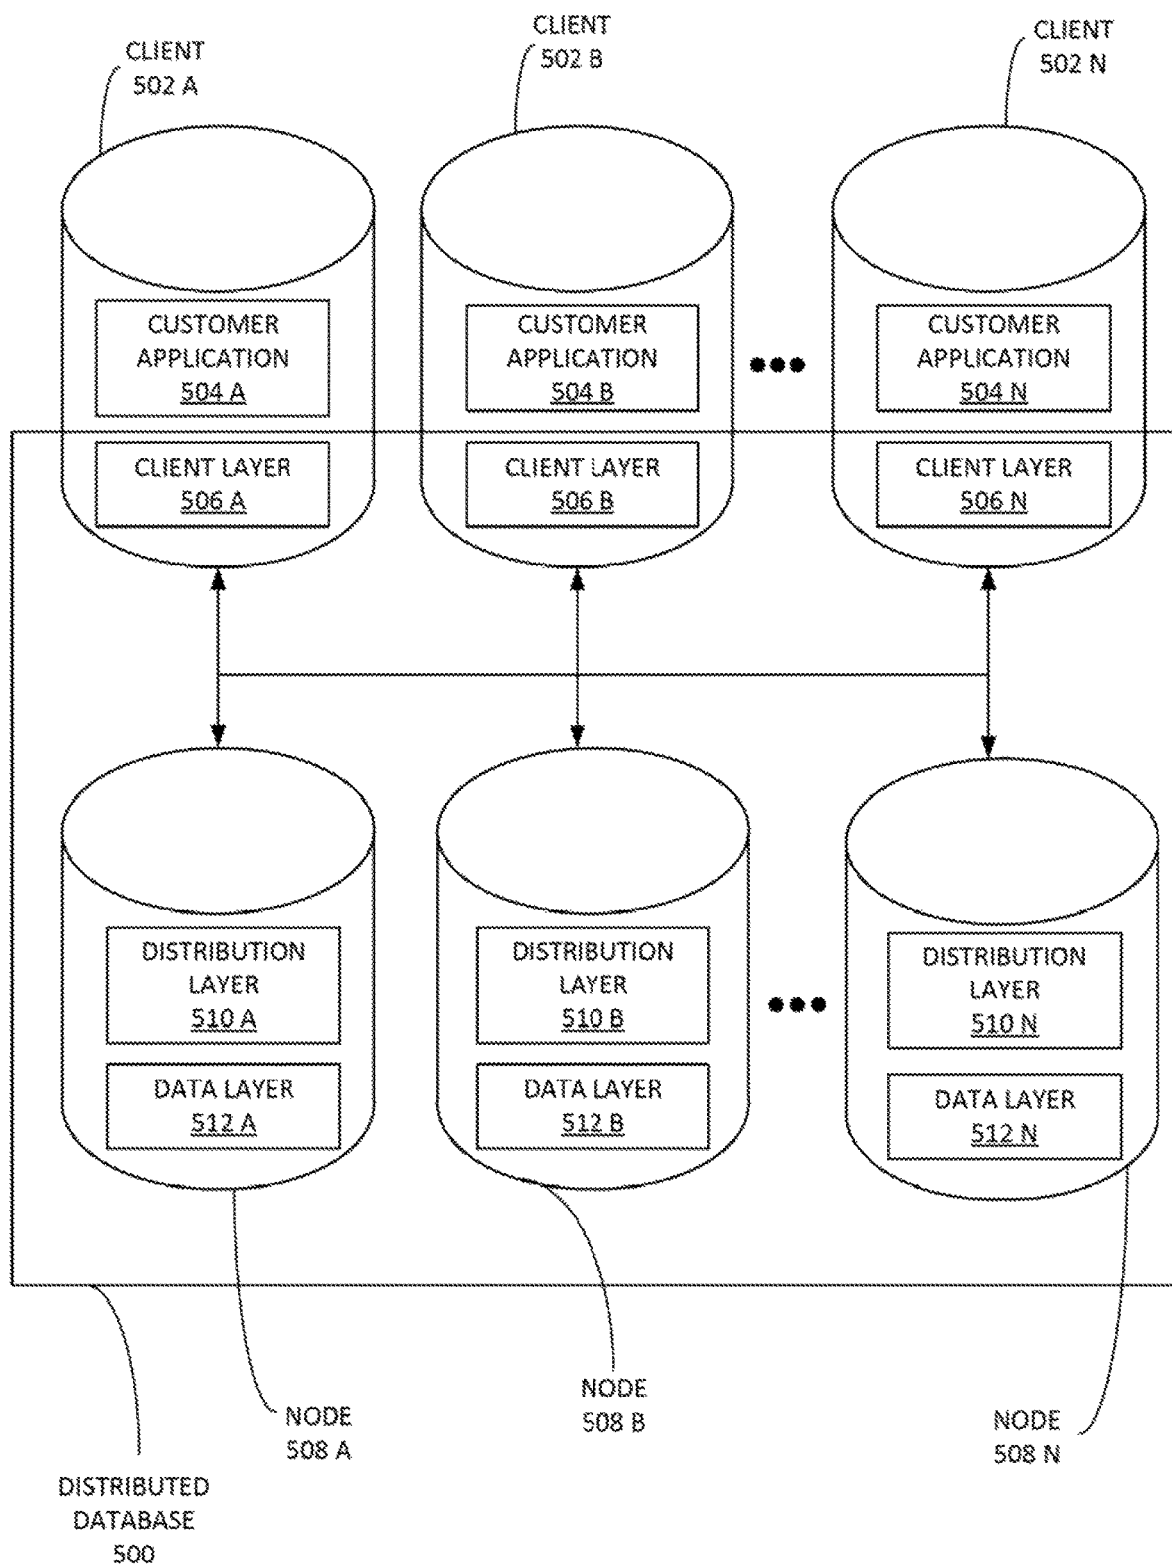 CLIENT
502 A
CLIENT
502 B
CLIENT
502 N
CUSTOMER
APPLICATION
504 A
CUSTOMER
APPLICATION
504 B
CUSTOMER
APPLICATION
504 N
CLIENT LAYER
506 A
CLIENT LAYER
506 B
CLIENT LAYER
506 N
DISTRIBUTION
LAYER
510 A
DISTRIBUTION
LAYER
510 B
DISTRIBUTION
LAYER
510 N
DATA LAYER
512 A
DATA LAYER
512 B
DATA LAYER
512 N
NODE
508 A
NODE
508 B
NODE
508 N
DISTRIBUTED
DATABASE
500